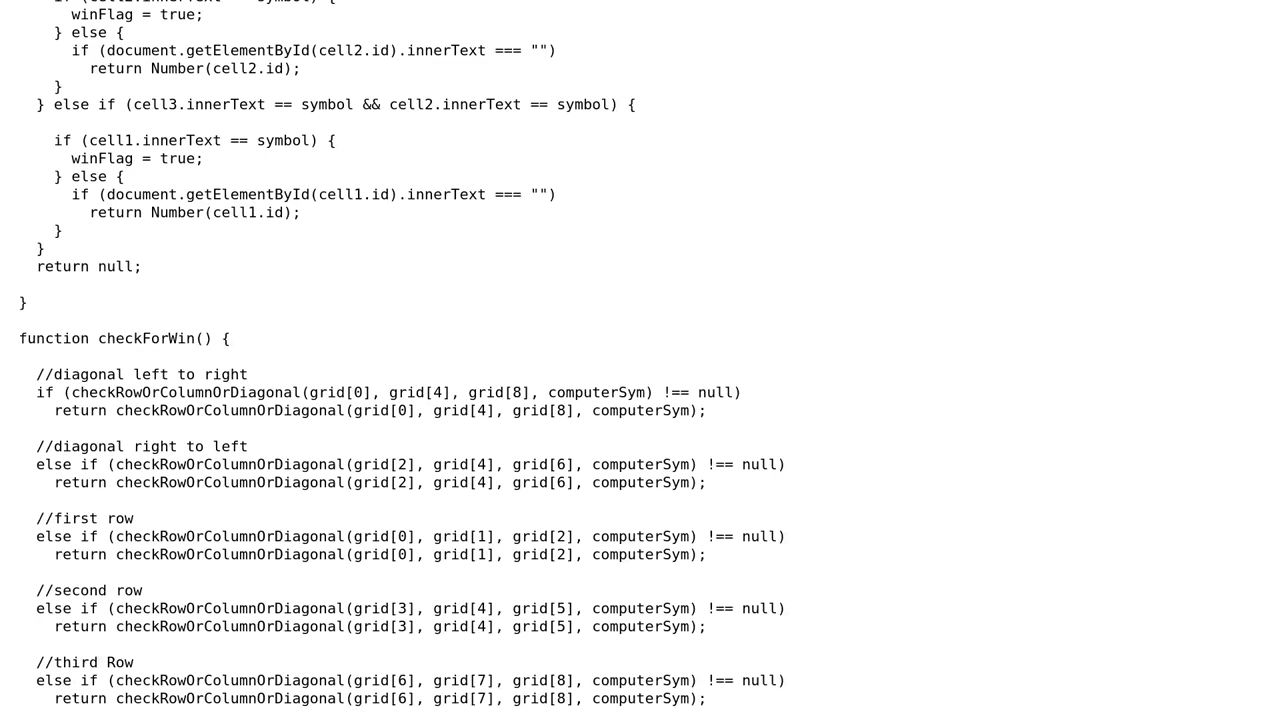 if (cell2.innerText == symbol) {
winFlag = true;
} else {
if (document.getElementById(cell2.id).innerText === "")
return Number(cell2.id);
}
} else if (cell3.innerText == symbol && cell2.innerText == symbol) {
if (cell1.innerText == symbol) {
winFlag = true;
} else {
if (document.getElementById(cell1.id).innerText === "")
return Number(cell1.id);
}
}
return null;
}
function checkForWin() {
//diagonal left to right
if (checkRowOrColumnOrDiagonal(grid[0], grid[4], grid[8], computerSym) !== null)
return checkRowOrColumnOrDiagonal(grid[0], grid[4], grid[8], computerSym);
//diagonal right to left
else if (checkRowOrColumnOrDiagonal(grid[2], grid[4], grid[6], computerSym) !== null)
return checkRowOrColumnOrDiagonal(grid[2], grid[4], grid[6], computerSym);
//first row
else if (checkRowOrColumnOrDiagonal(grid[0], grid[1], grid[2], computerSym) !== null)
return checkRowOrColumnOrDiagonal(grid[0], grid[1], grid[2], computerSym);
//second row
else if (checkRowOrColumnOrDiagonal(grid[3], grid[4], grid[5], computerSym) !== null)
return checkRowOrColumnOrDiagonal(grid[3], grid[4], grid[5], computerSym);
//third Row
else if (checkRowOrColumnOrDiagonal(grid[6], grid[7], grid[8], computerSym) !== null)
return checkRowOrColumnOrDiagonal(grid[6], grid[7], grid[8], computerSym);